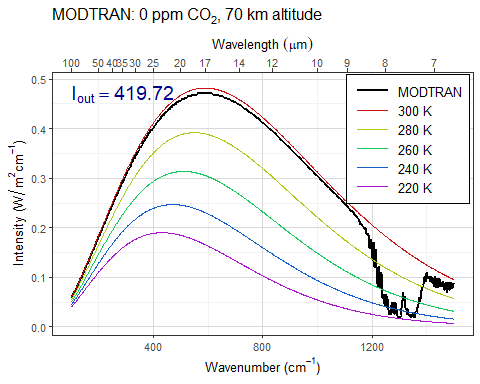 MODTRAN: 0 ppm CO₂, 70 km altitude
Wavelength (μm)
100 50 40 35 30 25 20 17 14 12 10 9 8 7
I_out = 419.72
MODTRAN
300 K
280 K
260 K
240 K
220 K
Intensity (W/m²cm⁻¹)
0.5
0.4
0.3
0.2
0.1
0.0
400 800 1200
Wavenumber (cm⁻¹)